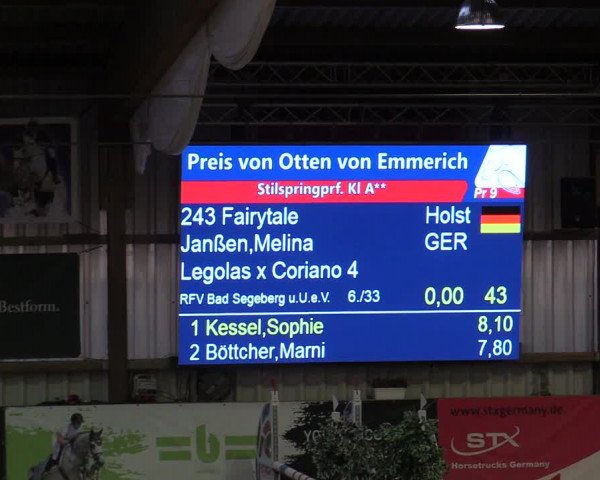 Preis von Otten von Emmerich
Stilspringprf. Kl A**
Pr 9
243 Fairytale Holst
Janßen,Melina GER
Legolas x Coriano 4
RFV Bad Segeberg u.U.e.V. 6./33 0,00 43
1 Kessel,Sophie 8,10
2 Böttcher,Marni 7,80
Bestform.
www.stxgermany.de
STX
Horsetrucks Germany